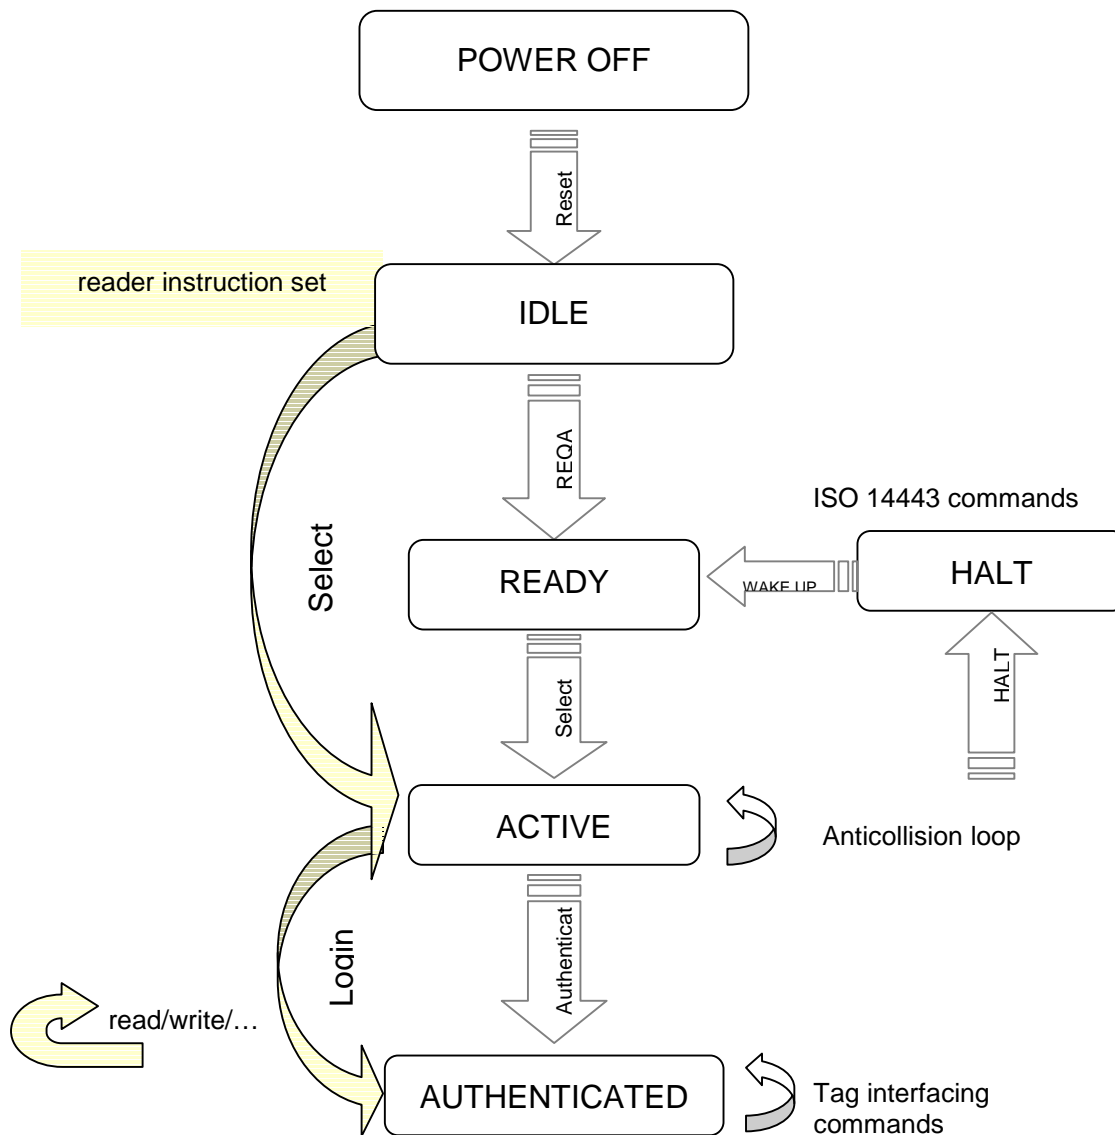 POWER OFF
Reset
reader instruction set
IDLE
REQA
ISO 14443 commands
Select
READY
WAKE UP
HALT
HALT
Select
ACTIVE
Anticollision loop
Login
Authenticat
read/write/…
AUTHENTICATED
Tag interfacing
commands